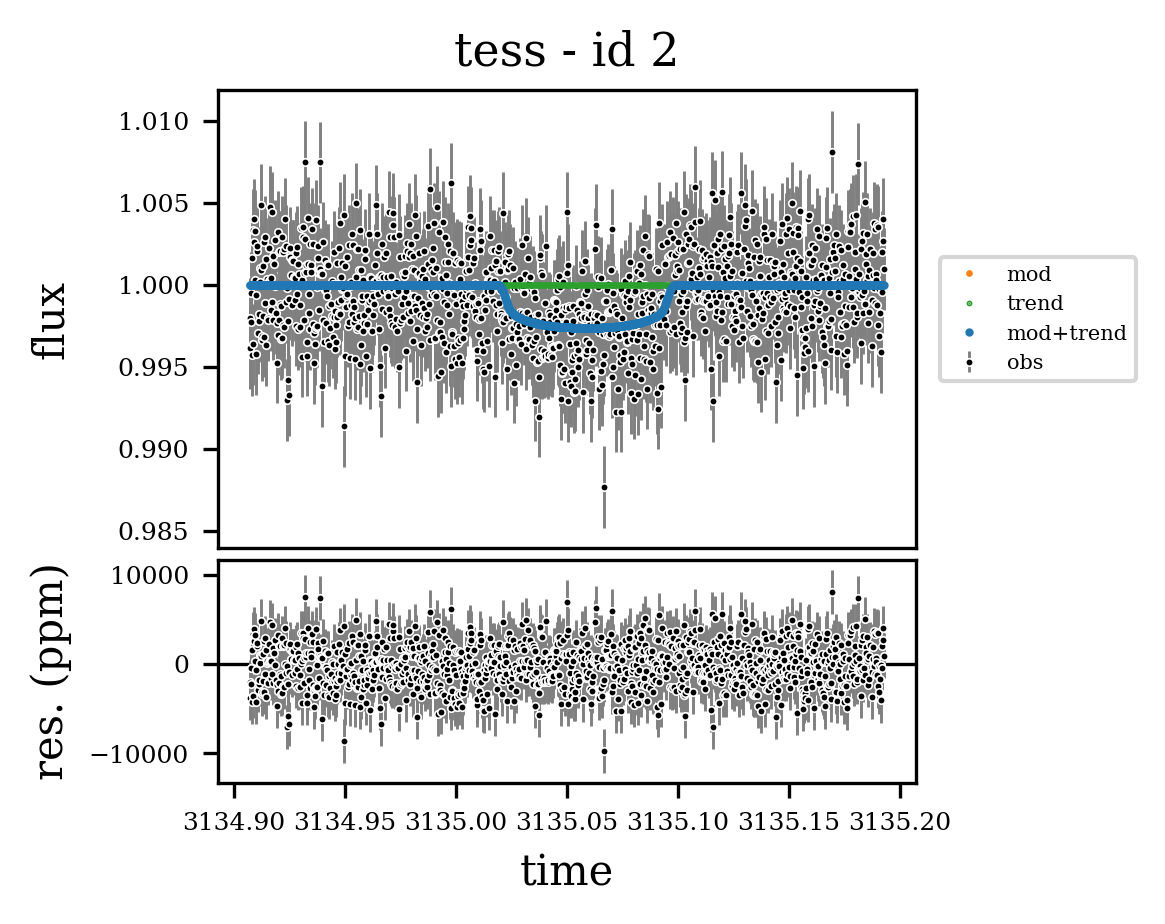 tess - id 2
flux
1.010
1.005
1.000
0.995
0.990
0.985
mod
trend
mod+trend
obs
res. (ppm)
10000
0
−10000
3134.90 3134.95 3135.00 3135.05 3135.10 3135.15 3135.20
time